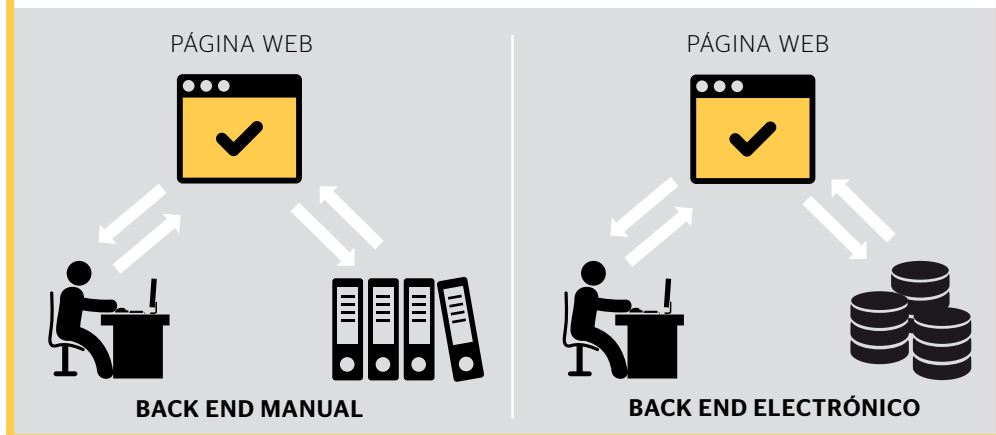 PÁGINA WEB
BACK END MANUAL
PÁGINA WEB
BACK END ELECTRÓNICO